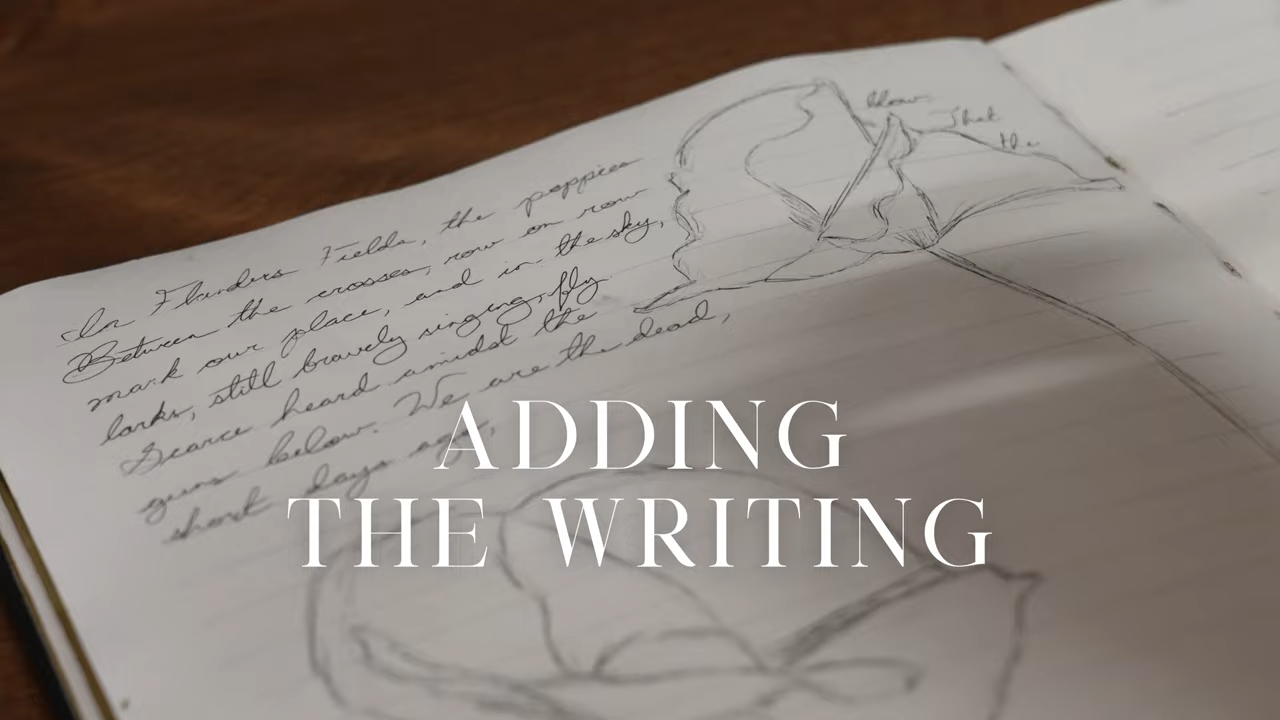 In Flanders Fields, the poppies
blow
Between the crosses, row on row
That
the
mark our place, and in the sky,
larks, still bravely singing, fly
Scarce heard amidst the
guns below. We are the dead,
short days ago,
ADDING
THE WRITING